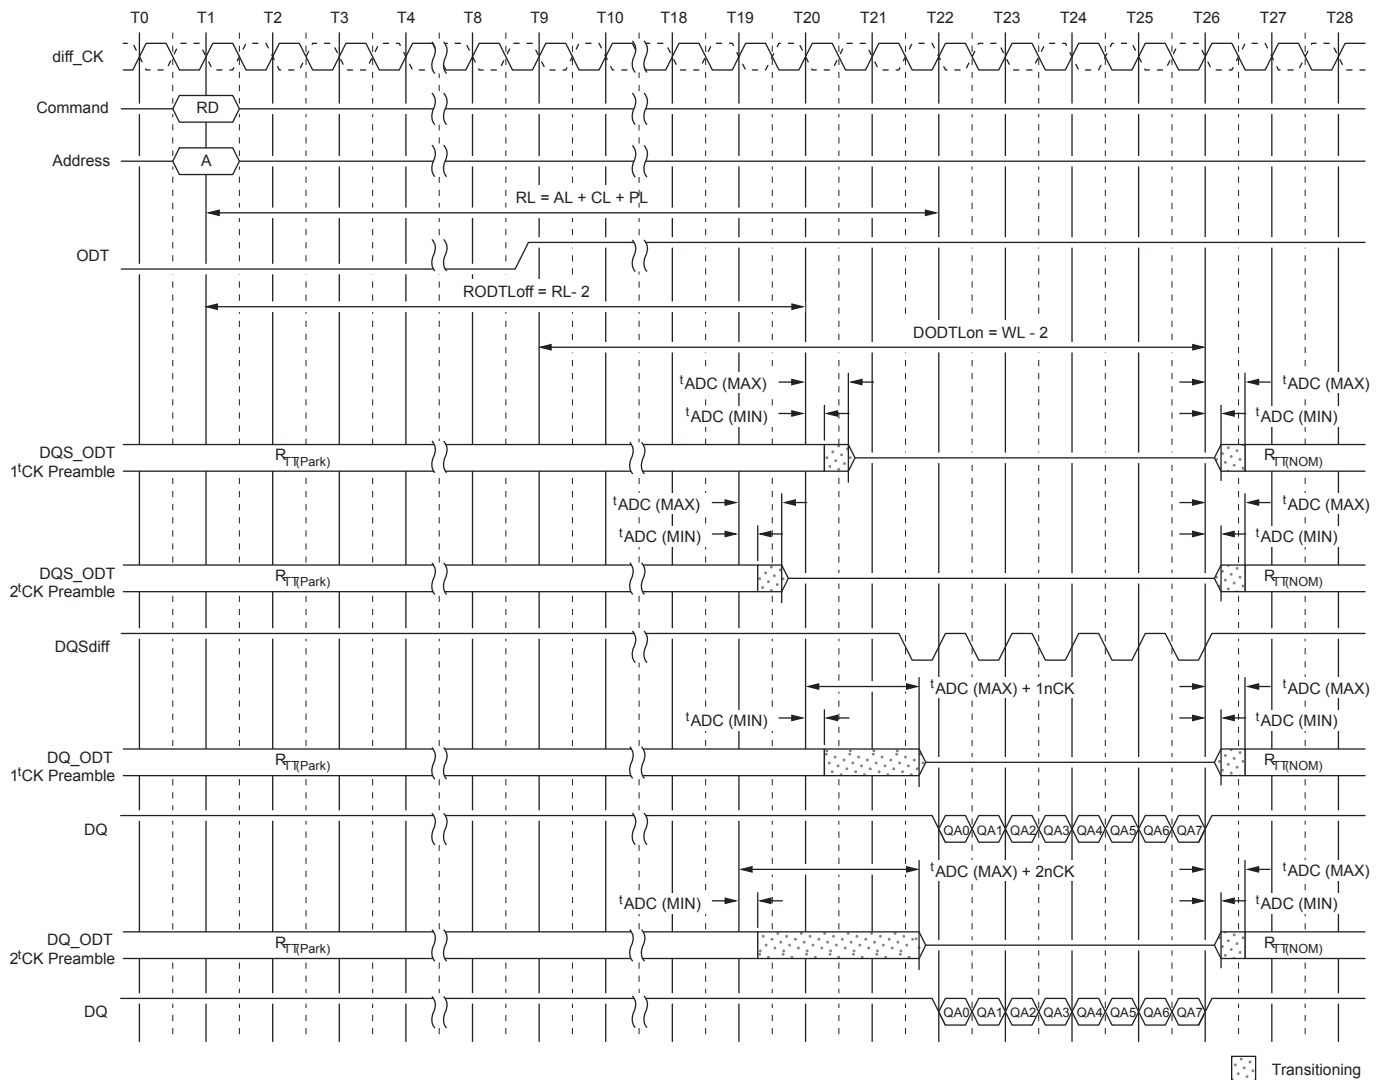 T0 T1 T2 T3 T4 T8 T9 T10 T18 T19 T20 T21 T22 T23 T24 T25 T26 T27 T28
diff_CK
Command RD
Address A
RL = AL + CL + PL
ODT
RODTLoff = RL- 2
DODTLon = WL - 2
tADC (MAX) tADC (MAX)
tADC (MIN) tADC (MIN)
DQS_ODT
1tCK Preamble RTT(Park) RTT(NOM)
tADC (MAX) tADC (MAX)
tADC (MIN) tADC (MIN)
DQS_ODT
2tCK Preamble RTT(Park) RTT(NOM)
DQSdiff
tADC (MAX) + 1nCK tADC (MAX)
tADC (MIN) tADC (MIN)
DQ_ODT
1tCK Preamble RTT(Park) RTT(NOM)
DQ QA0 QA1 QA2 QA3 QA4 QA5 QA6 QA7
tADC (MAX) + 2nCK tADC (MAX)
tADC (MIN) tADC (MIN)
DQ_ODT
2tCK Preamble RTT(Park) RTT(NOM)
DQ QA0 QA1 QA2 QA3 QA4 QA5 QA6 QA7
Transitioning